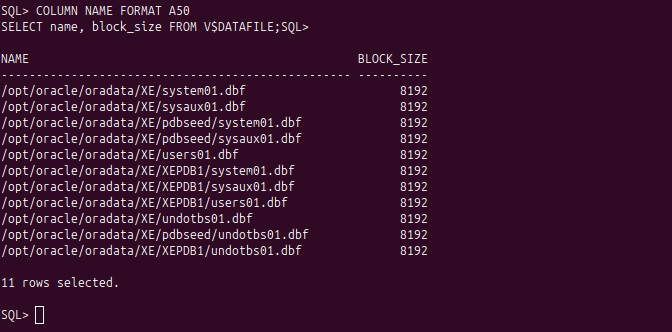 SQL> COLUMN NAME FORMAT A50
SELECT name, block_size FROM V$DATAFILE;SQL>
NAME BLOCK_SIZE
-------------------------------------------------- ----------
/opt/oracle/oradata/XE/system01.dbf 8192
/opt/oracle/oradata/XE/sysaux01.dbf 8192
/opt/oracle/oradata/XE/pdbseed/system01.dbf 8192
/opt/oracle/oradata/XE/pdbseed/sysaux01.dbf 8192
/opt/oracle/oradata/XE/users01.dbf 8192
/opt/oracle/oradata/XE/XEPDB1/system01.dbf 8192
/opt/oracle/oradata/XE/XEPDB1/sysaux01.dbf 8192
/opt/oracle/oradata/XE/XEPDB1/users01.dbf 8192
/opt/oracle/oradata/XE/undotbs01.dbf 8192
/opt/oracle/oradata/XE/pdbseed/undotbs01.dbf 8192
/opt/oracle/oradata/XE/XEPDB1/undotbs01.dbf 8192
11 rows selected.
SQL>